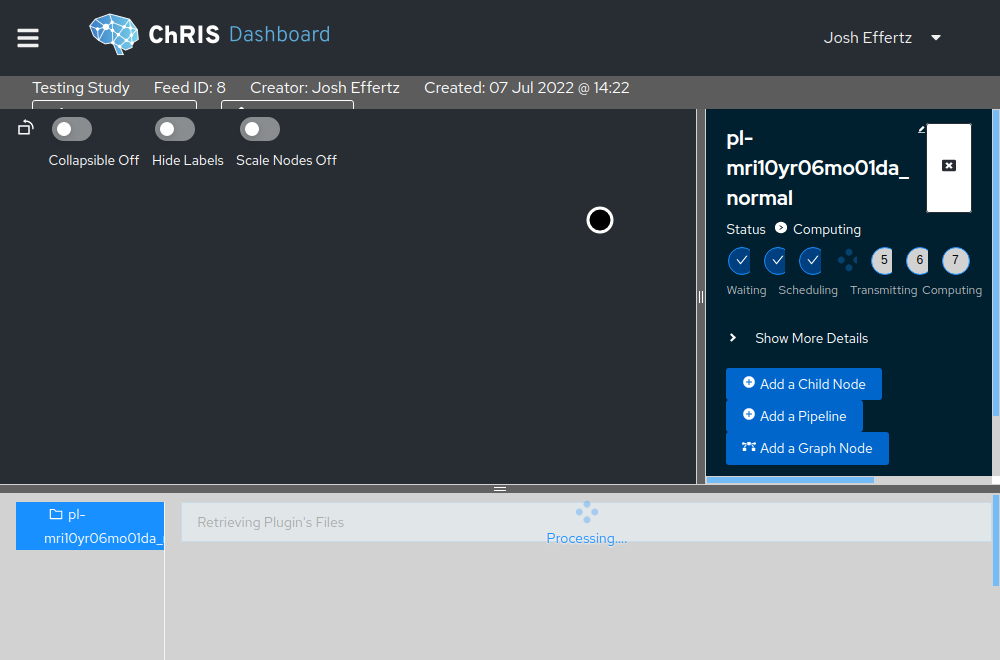 ChRIS Dashboard
Josh Effertz
Testing Study Feed ID: 8 Creator: Josh Effertz Created: 07 Jul 2022 @ 14:22
Collapsible Off Hide Labels Scale Nodes Off
pl-
mri10yr06mo01da_
normal
Status Computing
5 6 7
Waiting Scheduling Transmitting Computing
Show More Details
Add a Child Node
Add a Pipeline
Add a Graph Node
pl-
mri10yr06mo01da_
Retrieving Plugin's Files
Processing....